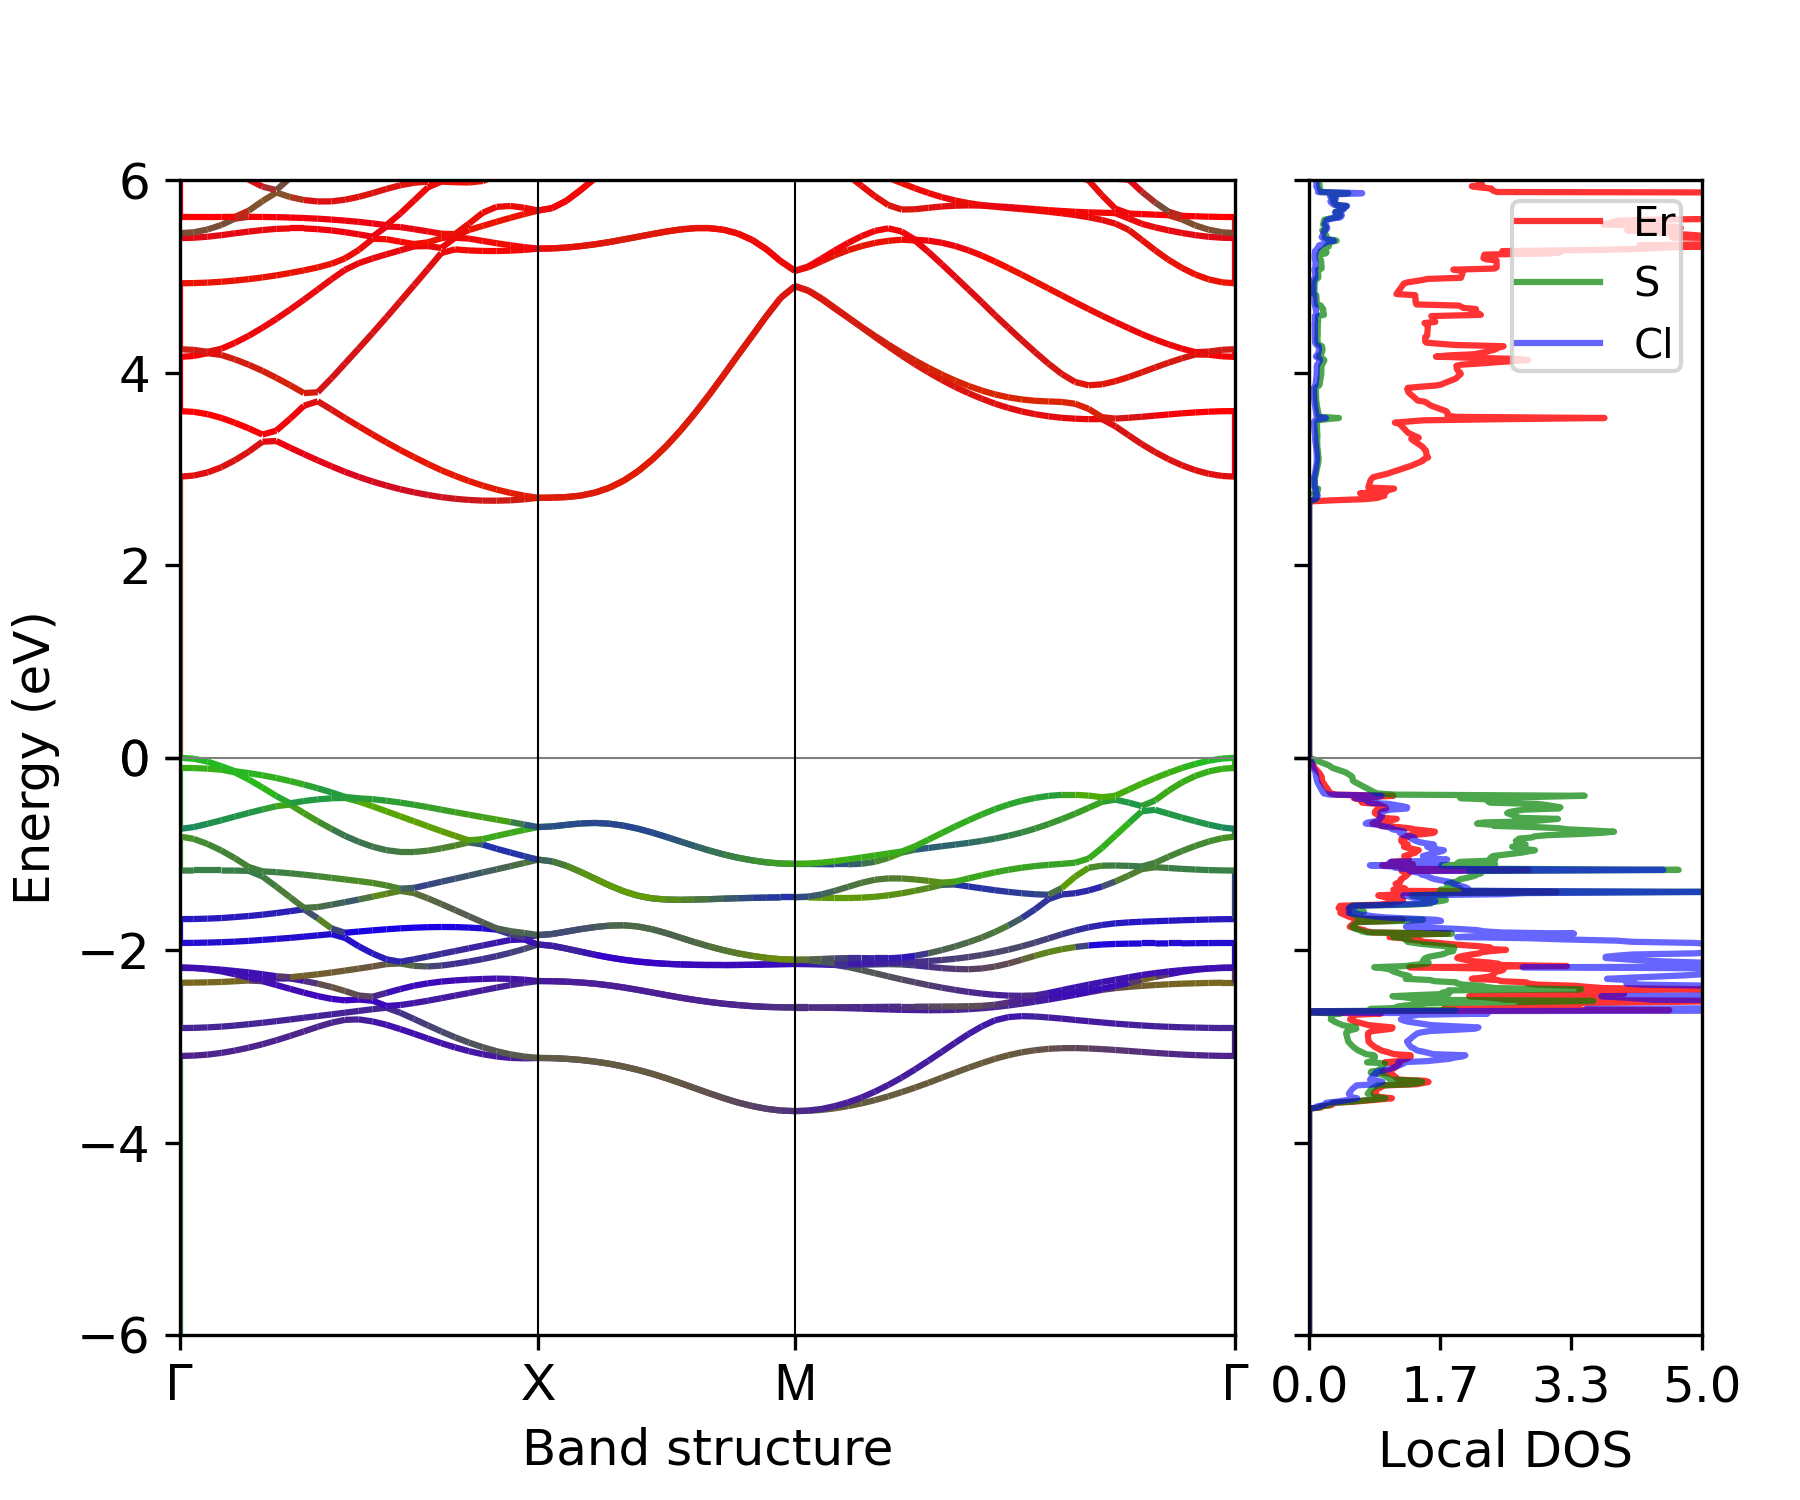 6
4
2
0
−2
−4
−6
Energy (eV)
Γ X M Γ
Band structure
Er
S
Cl
0.0 1.7 3.3 5.0
Local DOS